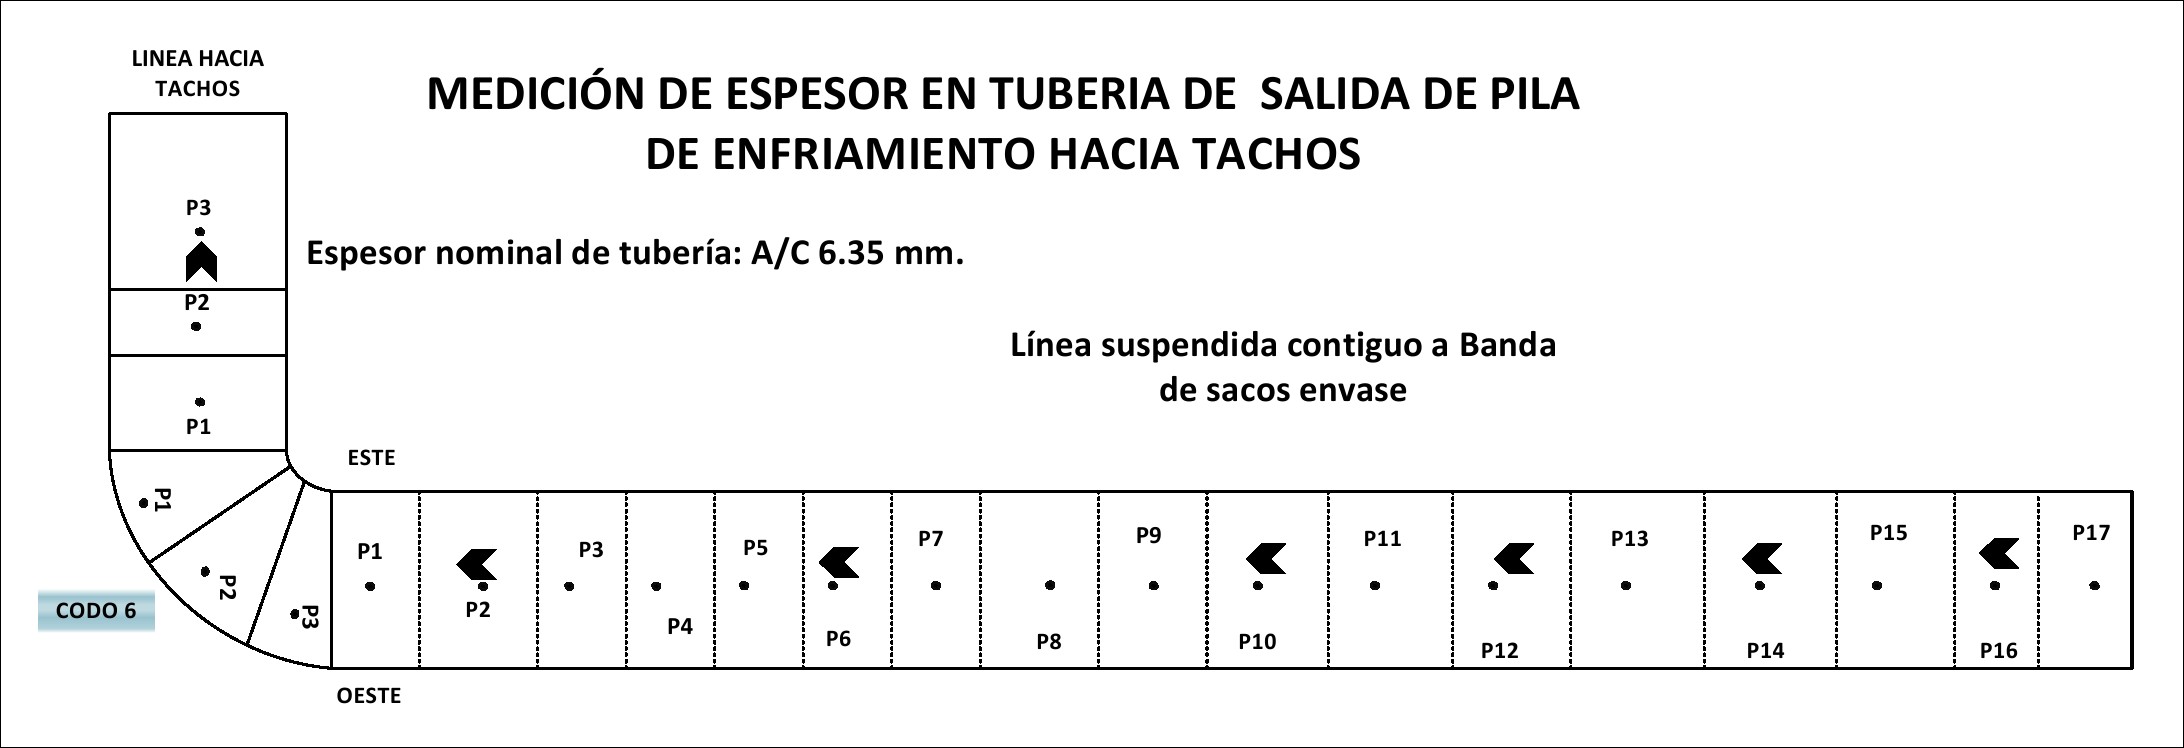 LINEA HACIA
TACHOS
MEDICIÓN DE ESPESOR EN TUBERIA DE SALIDA DE PILA
DE ENFRIAMIENTO HACIA TACHOS
P3
Espesor nominal de tubería: A/C 6.35 mm.
P2
Línea suspendida contiguo a Banda
de sacos envase
P1
ESTE
P1
P2
P3
CODO 6
P1
P2
P3
P4
P5
P6
P7
P8
P9
P10
P11
P12
P13
P14
P15
P16
P17
OESTE